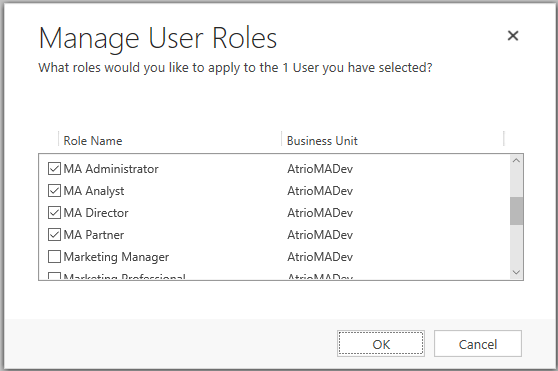 Manage User Roles
What roles would you like to apply to the 1 User you have selected?
Role Name Business Unit
MA Administrator AtrioMADev
MA Analyst AtrioMADev
MA Director AtrioMADev
MA Partner AtrioMADev
Marketing Manager AtrioMADev
Marketing Professional AtrioMADev
OK Cancel